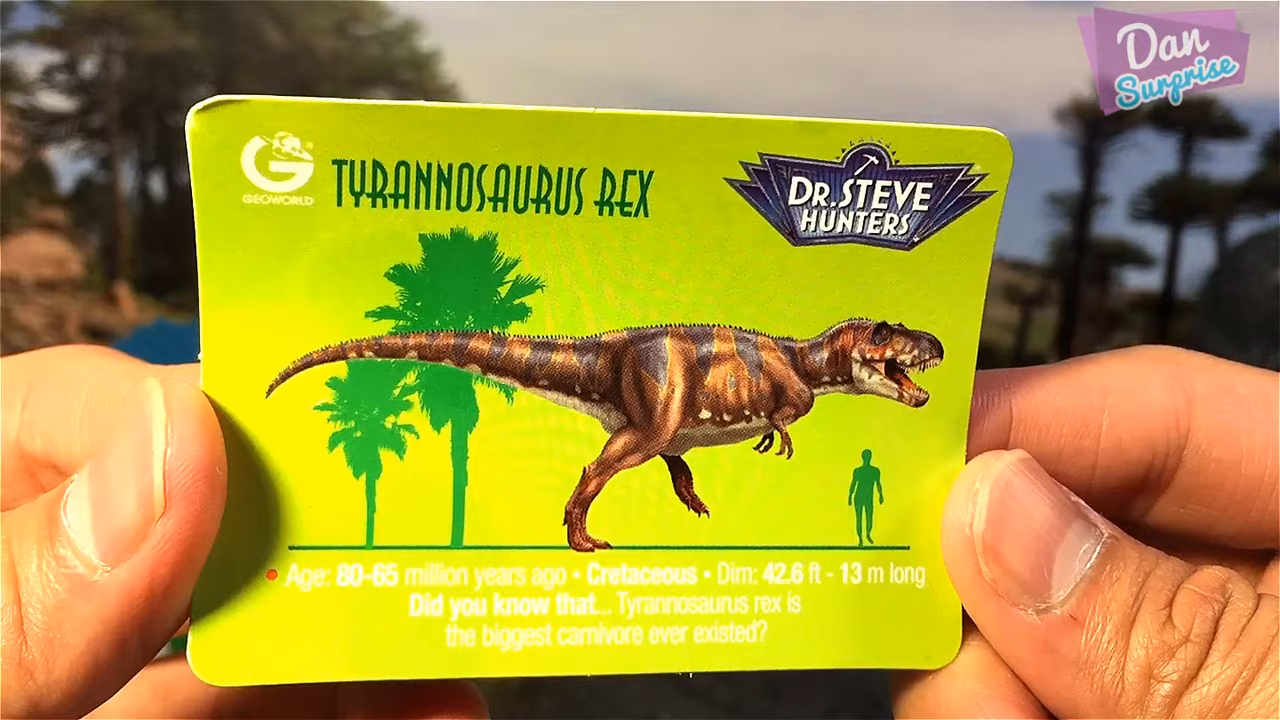 Dan
Surprise
GEOWORLD
TYRANNOSAURUS REX
DR. STEVE
HUNTERS
• Age: 80-65 million years ago • Cretaceous • Dim: 42.6 ft - 13 m long
Did you know that... Tyrannosaurus rex is
the biggest carnivore ever existed?